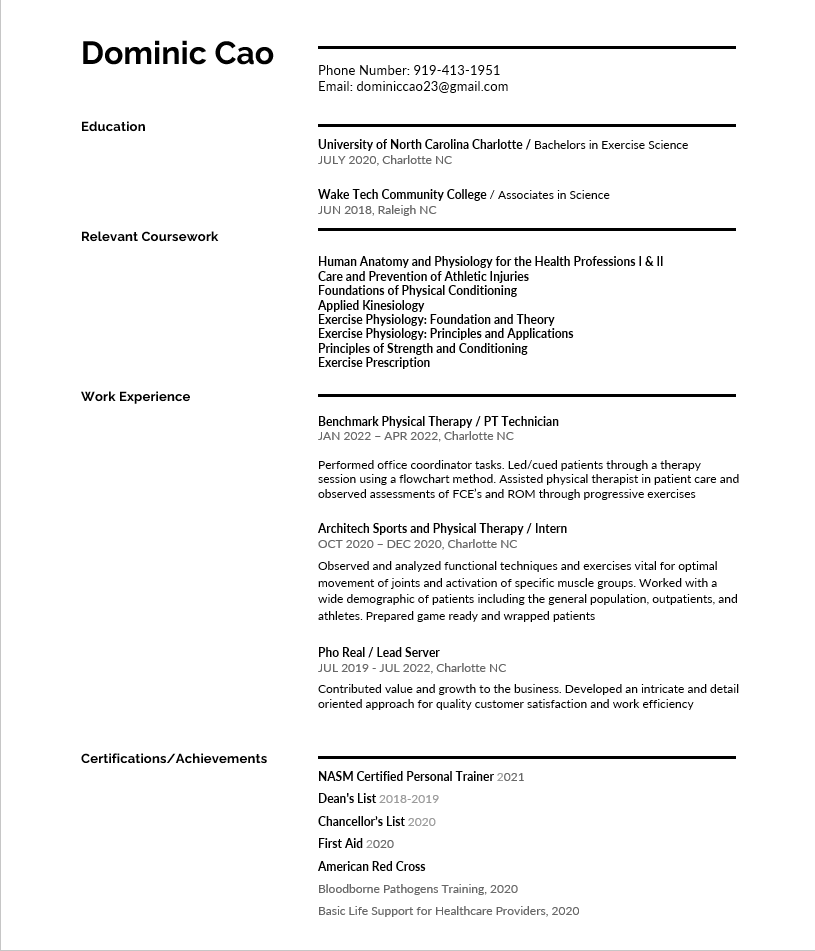 Dominic Cao
Phone Number: 919-413-1951
Email: dominiccao23@gmail.com
Education
University of North Carolina Charlotte / Bachelors in Exercise Science
JULY 2020, Charlotte NC
Wake Tech Community College / Associates in Science
JUN 2018, Raleigh NC
Relevant Coursework
Human Anatomy and Physiology for the Health Professions I & II
Care and Prevention of Athletic Injuries
Foundations of Physical Conditioning
Applied Kinesiology
Exercise Physiology: Foundation and Theory
Exercise Physiology: Principles and Applications
Principles of Strength and Conditioning
Exercise Prescription
Work Experience
Benchmark Physical Therapy / PT Technician
JAN 2022 – APR 2022, Charlotte NC
Performed office coordinator tasks. Led/cued patients through a therapy
session using a flowchart method. Assisted physical therapist in patient care and
observed assessments of FCE's and ROM through progressive exercises
Architech Sports and Physical Therapy / Intern
OCT 2020 – DEC 2020, Charlotte NC
Observed and analyzed functional techniques and exercises vital for optimal
movement of joints and activation of specific muscle groups. Worked with a
wide demographic of patients including the general population, outpatients, and
athletes. Prepared game ready and wrapped patients
Pho Real / Lead Server
JUL 2019 - JUL 2022, Charlotte NC
Contributed value and growth to the business. Developed an intricate and detail
oriented approach for quality customer satisfaction and work efficiency
Certifications/Achievements
NASM Certified Personal Trainer 2021
Dean's List 2018-2019
Chancellor's List 2020
First Aid 2020
American Red Cross
Bloodborne Pathogens Training, 2020
Basic Life Support for Healthcare Providers, 2020